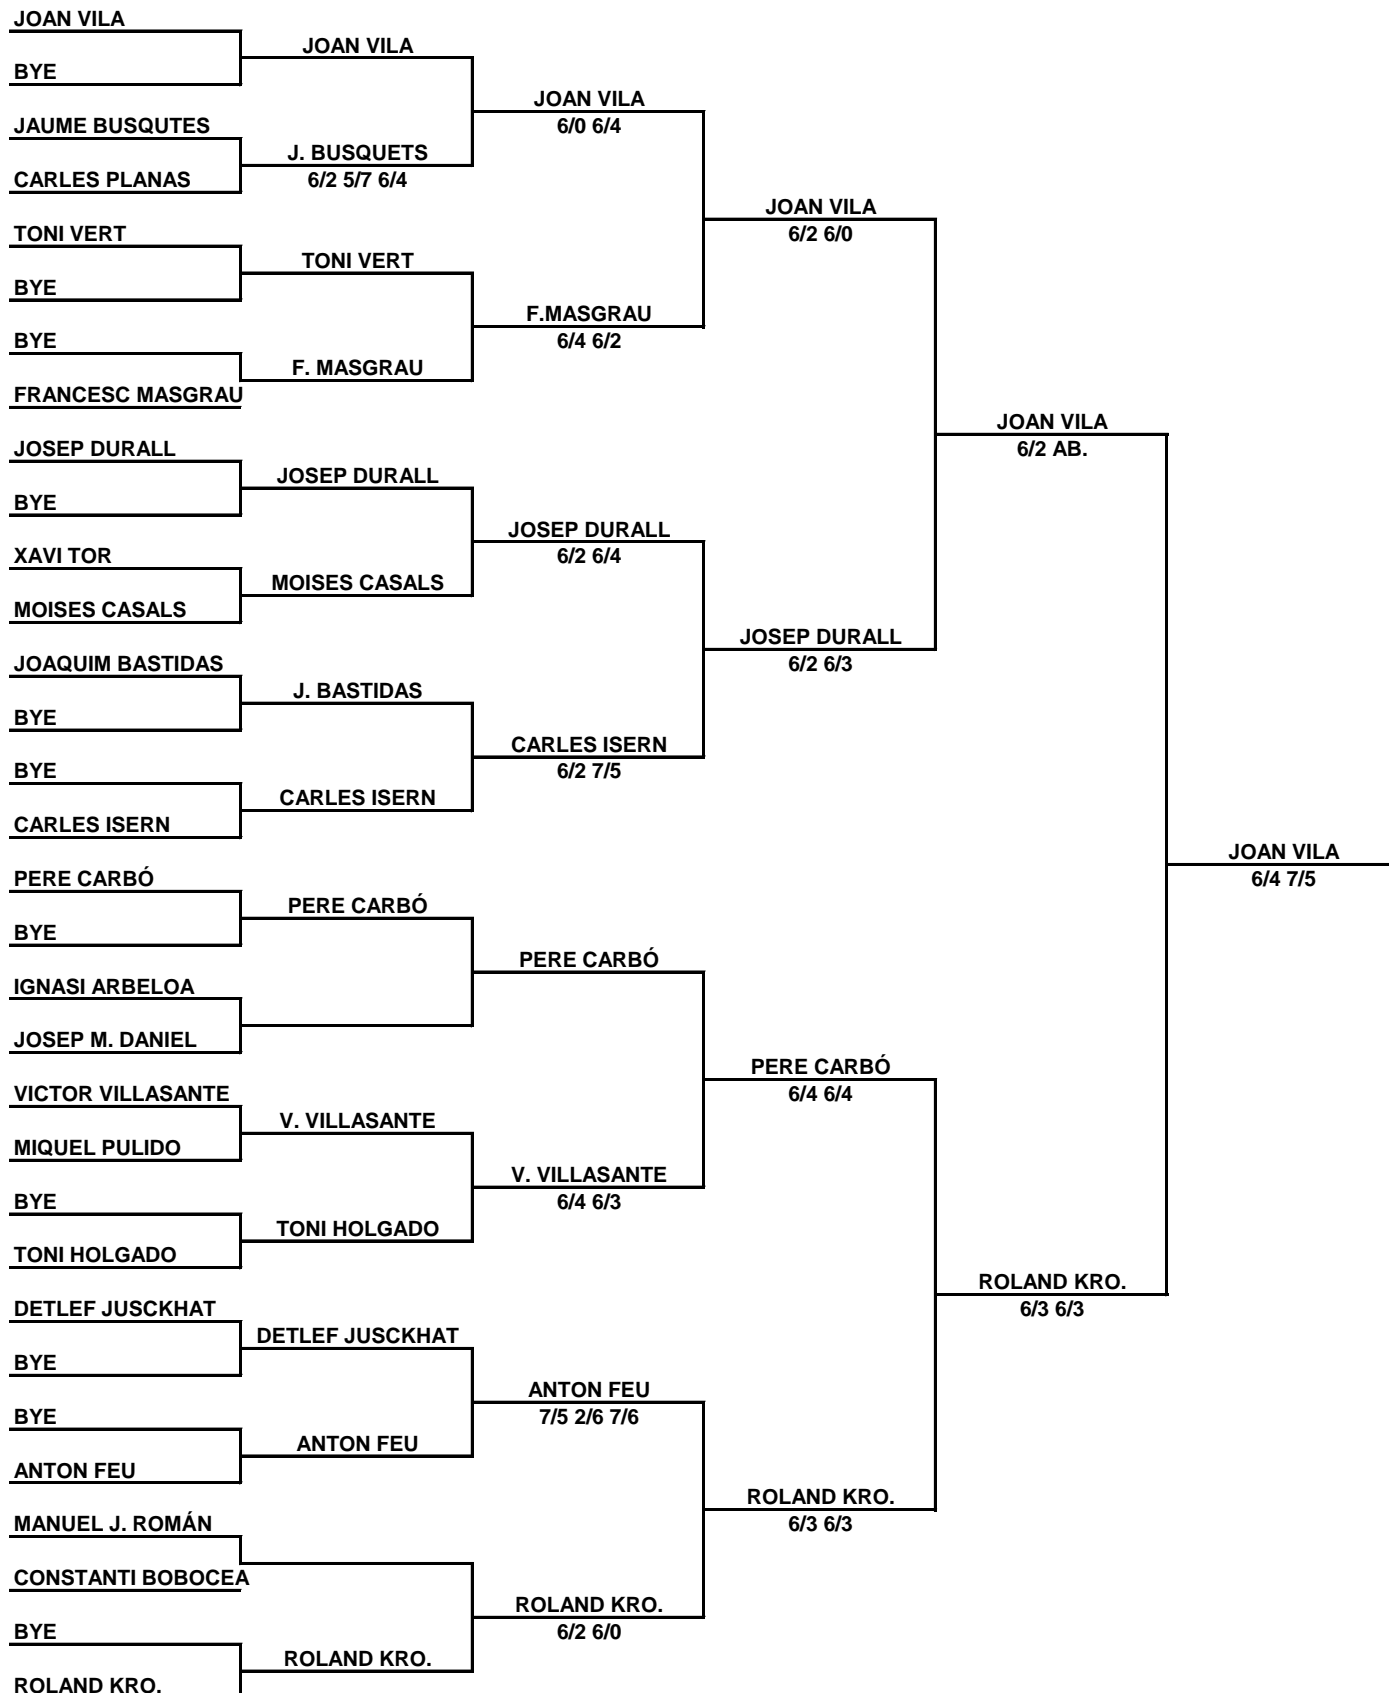 JOAN VILA
BYE
JAUME BUSQUTES
CARLES PLANAS
TONI VERT
BYE
BYE
FRANCESC MASGRAU
JOSEP DURALL
BYE
XAVI TOR
MOISES CASALS
JOAQUIM BASTIDAS
BYE
BYE
CARLES ISERN
PERE CARBÓ
BYE
IGNASI ARBELOA
JOSEP M. DANIEL
VICTOR VILLASANTE
MIQUEL PULIDO
BYE
TONI HOLGADO
DETLEF JUSCKHAT
BYE
BYE
ANTON FEU
MANUEL J. ROMÁN
CONSTANTI BOBOCEA
BYE
ROLAND KRO.
JOAN VILA
J. BUSQUETS
6/2 5/7 6/4
TONI VERT
F. MASGRAU
JOSEP DURALL
MOISES CASALS
J. BASTIDAS
CARLES ISERN
PERE CARBÓ
V. VILLASANTE
TONI HOLGADO
DETLEF JUSCKHAT
ANTON FEU
ROLAND KRO.
JOAN VILA
6/0 6/4
F.MASGRAU
6/4 6/2
JOSEP DURALL
6/2 6/4
CARLES ISERN
6/2 7/5
PERE CARBÓ
V. VILLASANTE
6/4 6/3
ANTON FEU
7/5 2/6 7/6
ROLAND KRO.
6/2 6/0
JOAN VILA
6/2 6/0
JOSEP DURALL
6/2 6/3
PERE CARBÓ
6/4 6/4
ROLAND KRO.
6/3 6/3
JOAN VILA
6/2 AB.
ROLAND KRO.
6/3 6/3
JOAN VILA
6/4 7/5